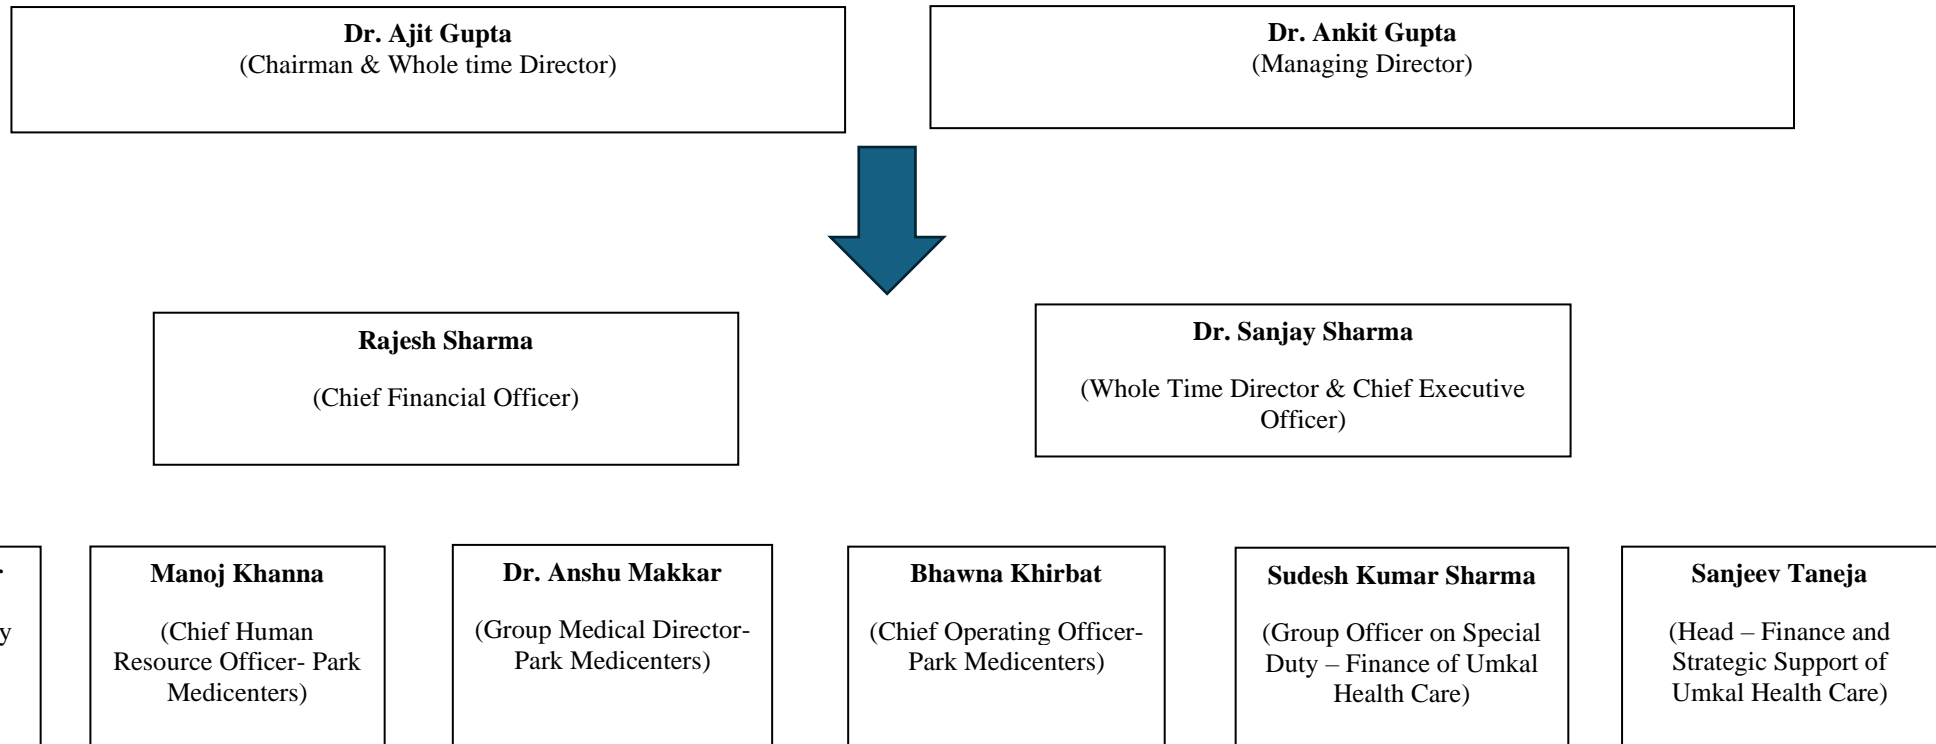 Dr. Ajit Gupta
(Chairman & Whole time Director)
Dr. Ankit Gupta
(Managing Director)
Rajesh Sharma
(Chief Financial Officer)
Dr. Sanjay Sharma
(Whole Time Director & Chief Executive
Officer)
Manoj Khanna
(Chief Human
Resource Officer- Park
Medicenters)
Dr. Anshu Makkar
(Group Medical Director-
Park Medicenters)
Bhawna Khirbat
(Chief Operating Officer-
Park Medicenters)
Sudesh Kumar Sharma
(Group Officer on Special
Duty – Finance of Umkal
Health Care)
Sanjeev Taneja
(Head – Finance and
Strategic Support of
Umkal Health Care)